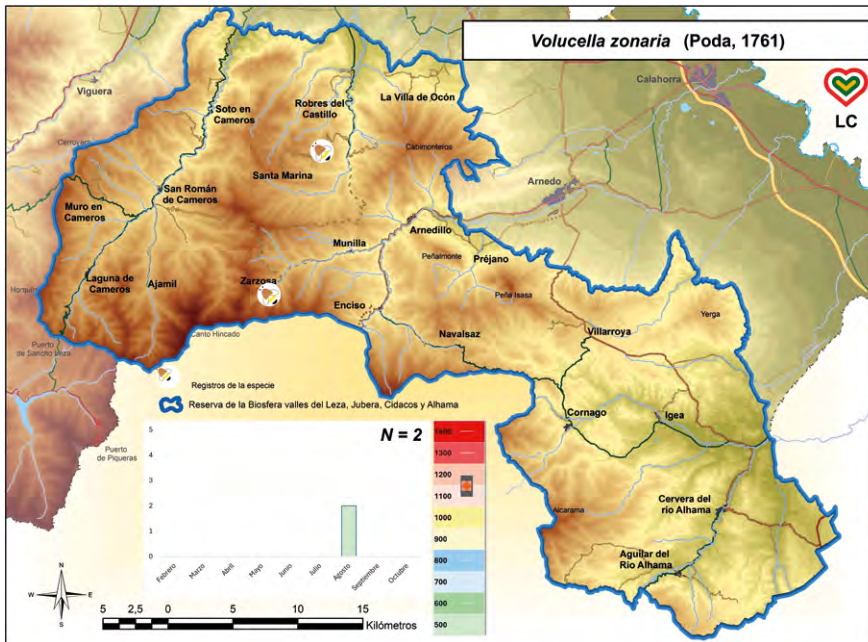 Volucella zonaria (Poda, 1761)
LC
Calahorra
Viguera
Soto en
Cameros
Robres del
Castillo
La Villa de Ocón
Cabimonteros
Santa Marina
Arnedo
San Román
de Cameros
Muro en
Cameros
Arnedillo
Munilla
Peñalmonte
Préjano
Laguna de
Cameros
Ajamil
Zarzosa
Enciso
Peña Isasa
Yerga
Navalsaz
Villarroya
Puerto
de Sancho Leza
Canto Hincado
Registros de la especie
Reserva de la Biosfera valles del Leza, Jubera, Cidacos y Alhama
Cornago
Igea
Puerto
de Piqueras
N = 2
5
4
3
2
1
0
Febrero
Marzo
Abril
Mayo
Junio
Julio
Agosto
Septiembre
Octubre
1400
1300
1200
1100
1000
900
800
700
600
500
Alcarama
Cervera del
río Alhama
Aguilar del
Río Alhama
N
W
E
S
5
2,5
0
5
10
15
Kilómetros